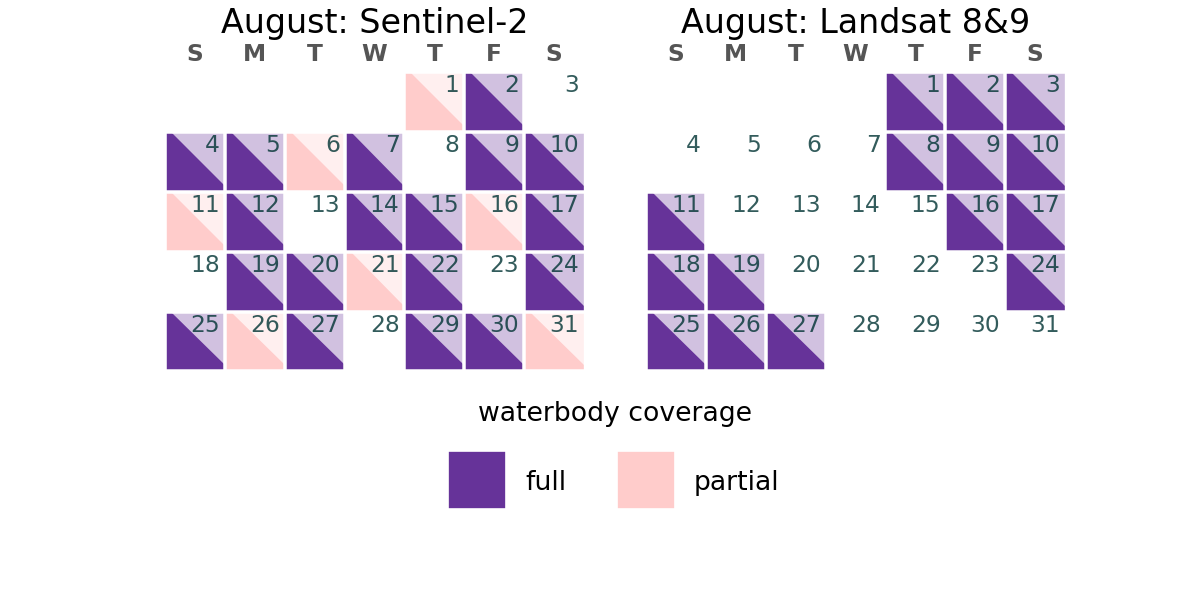 August: Sentinel-2
S M T W T F S
1 2 3
4 5 6 7 8 9 10
11 12 13 14 15 16 17
18 19 20 21 22 23 24
25 26 27 28 29 30 31
August: Landsat 8&9
S M T W T F S
1 2 3
4 5 6 7 8 9 10
11 12 13 14 15 16 17
18 19 20 21 22 23 24
25 26 27 28 29 30 31
waterbody coverage
full partial